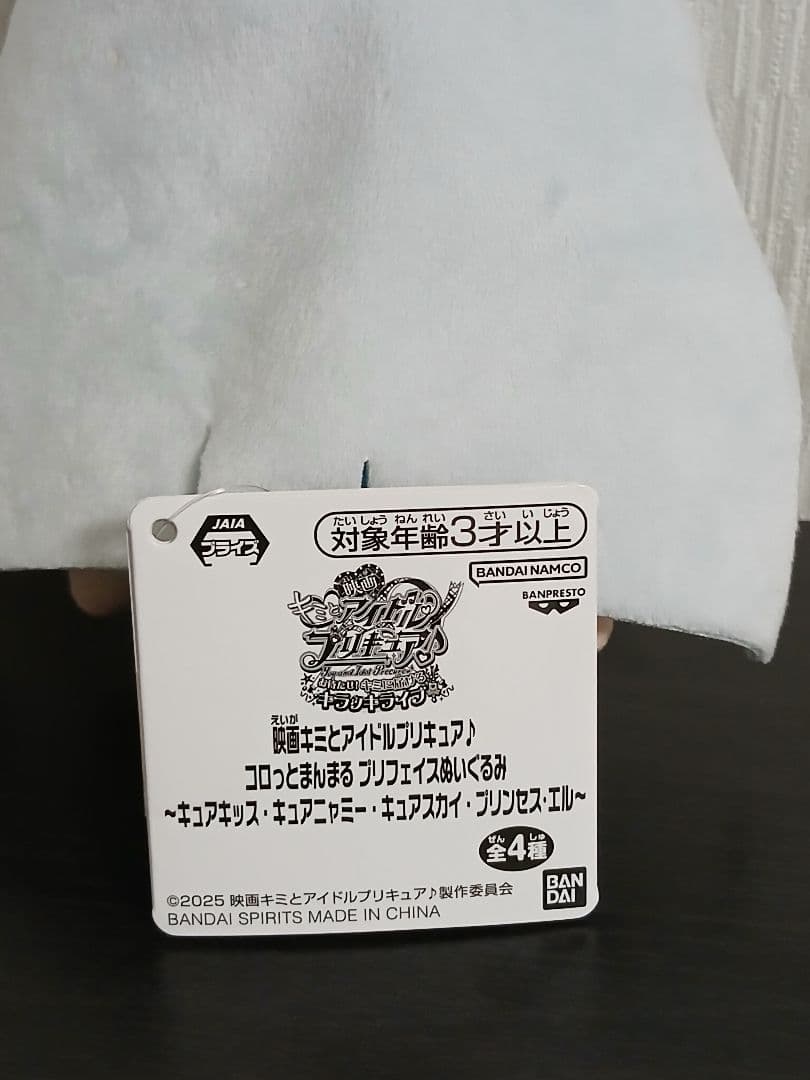 JAIA
プライズ
たいしょうねんれい さい いじょう
対象年齢3才以上
BANDAI NAMCO
BANPRESTO
映画
キミとアイドル
プリキュア♪
You and Idol Precure
キラッキライブ
えいが
映画キミとアイドルプリキュア♪
コロっとまんまる プリフェイスぬいぐるみ
~キュアキッス・キュアニャミー・キュアスカイ・プリンセス・エル~
ぜん しゅ
全4種
©2025 映画キミとアイドルプリキュア♪製作委員会
BANDAI SPIRITS MADE IN CHINA
BAN
DAI